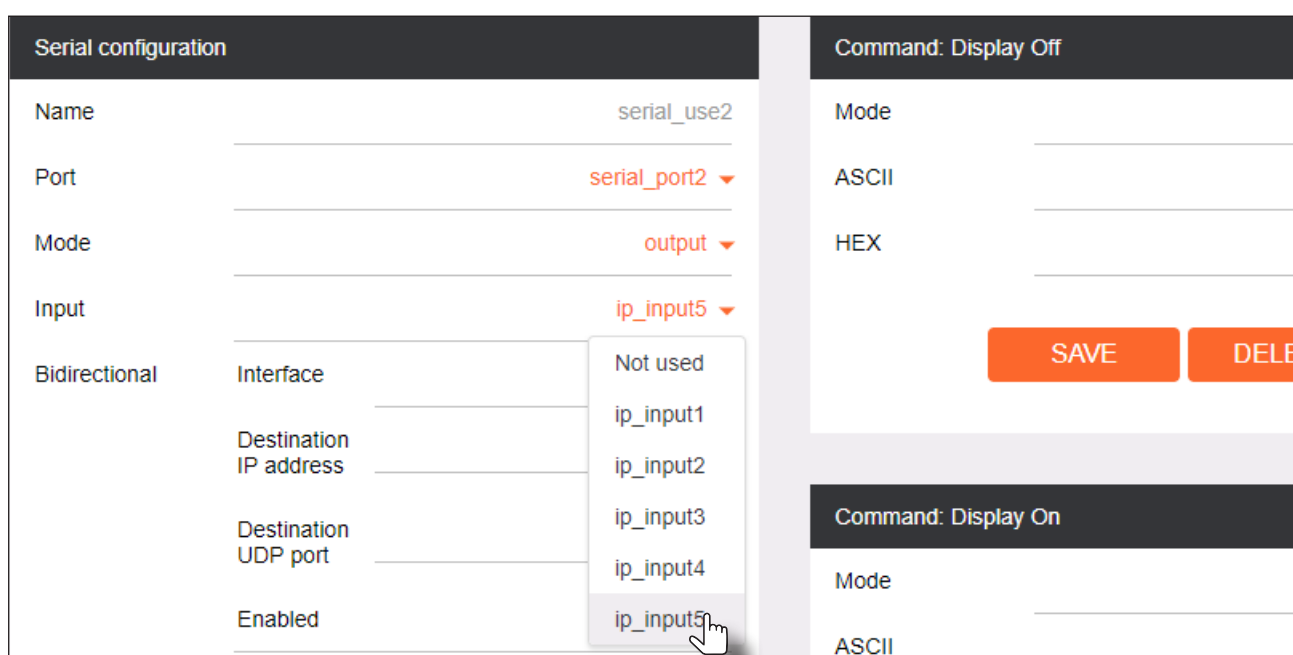 Serial configuration
Name serial_use2
Port serial_port2
Mode output
Input ip_input5
Not used
ip_input1
ip_input2
ip_input3
ip_input4
ip_input5
Bidirectional Interface
Destination
IP address
Destination
UDP port
Enabled
Command: Display Off
Mode
ASCII
HEX
SAVE DELE
Command: Display On
Mode
ASCII